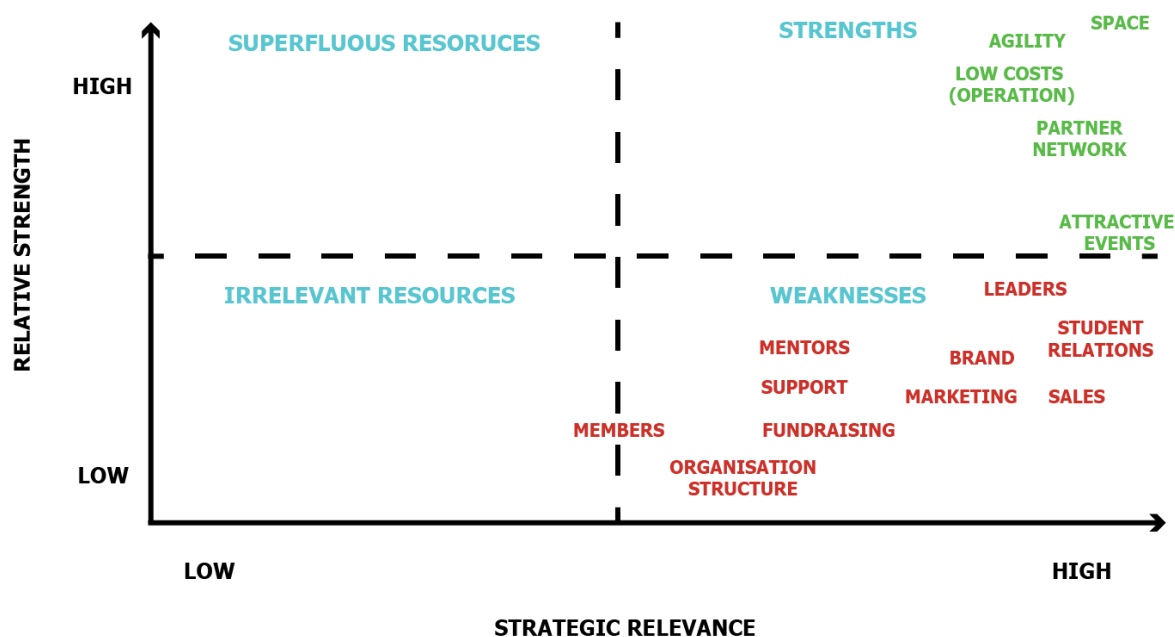 SPACE
SUPERFLUOUS RESORUCES
STRENGTHS
AGILITY
LOW COSTS
(OPERATION)
HIGH
PARTNER
NETWORK
RELATIVE STRENGTH
ATTRACTIVE
EVENTS
IRRELEVANT RESOURCES
WEAKNESSES
LEADERS
STUDENT
RELATIONS
MENTORS
BRAND
SUPPORT
MARKETING
SALES
MEMBERS
FUNDRAISING
ORGANISATION
STRUCTURE
LOW
LOW
HIGH
STRATEGIC RELEVANCE